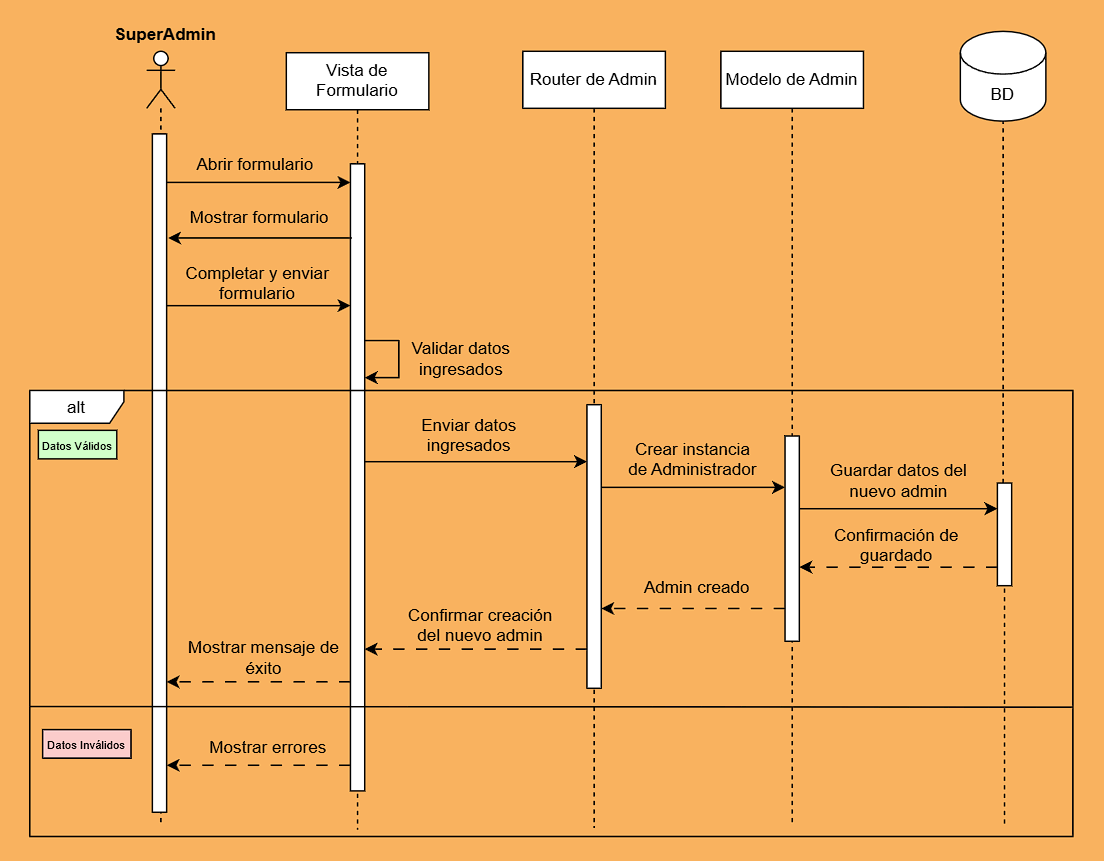 SuperAdmin
Vista de
Formulario
Router de Admin
Modelo de Admin
BD
Abrir formulario
Mostrar formulario
Completar y enviar
formulario
Validar datos
ingresados
alt
Datos Válidos
Enviar datos
ingresados
Crear instancia
de Administrador
Guardar datos del
nuevo admin
Confirmación de
guardado
Admin creado
Confirmar creación
del nuevo admin
Mostrar mensaje de
éxito
Datos Inválidos
Mostrar errores